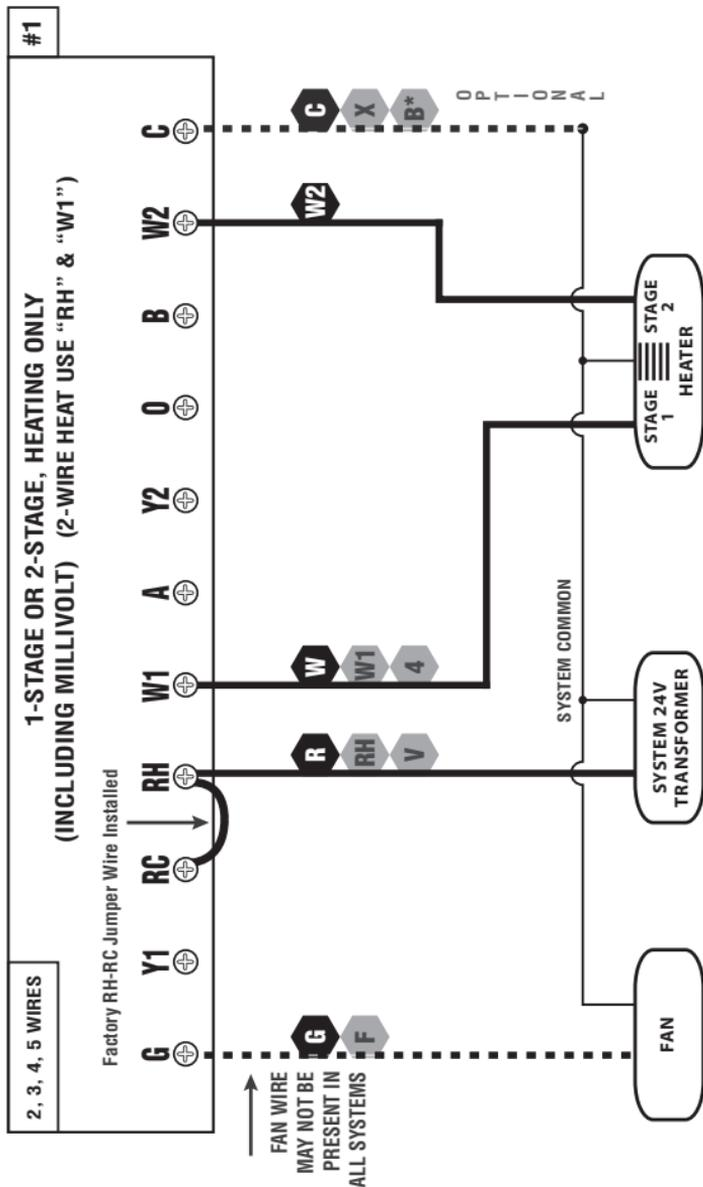 2, 3, 4, 5 WIRES
1-STAGE OR 2-STAGE, HEATING ONLY
(INCLUDING MILLIVOLT) (2-WIRE HEAT USE “RH” & “W1”)
#1
Factory RH-RC Jumper Wire Installed
G Y1 RC RH W1 A Y2 O B W2 C
FAN WIRE
MAY NOT BE
PRESENT IN
ALL SYSTEMS
G
F
R
RH
V
W
W1
4
W2
C
X
B*
OPTIONAL
SYSTEM COMMON
FAN
SYSTEM 24V
TRANSFORMER
STAGE
1
STAGE
2
HEATER